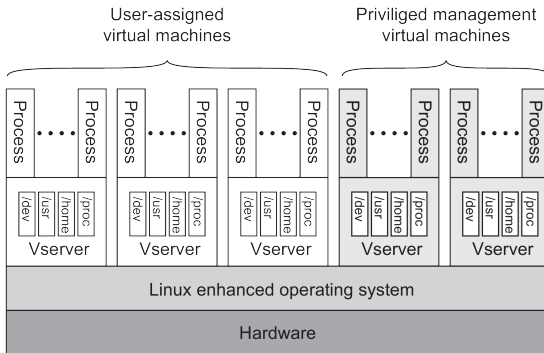 User-assigned
virtual machines
Priviliged management
virtual machines
Process
Process
Process
Process
Process
Process
Process
Process
Process
Process
/dev
/usr
/home
/proc
/dev
/usr
/home
/proc
/dev
/usr
/home
/proc
/dev
/usr
/home
/proc
/dev
/usr
/home
/proc
Vserver
Vserver
Vserver
Vserver
Vserver
Linux enhanced operating system
Hardware